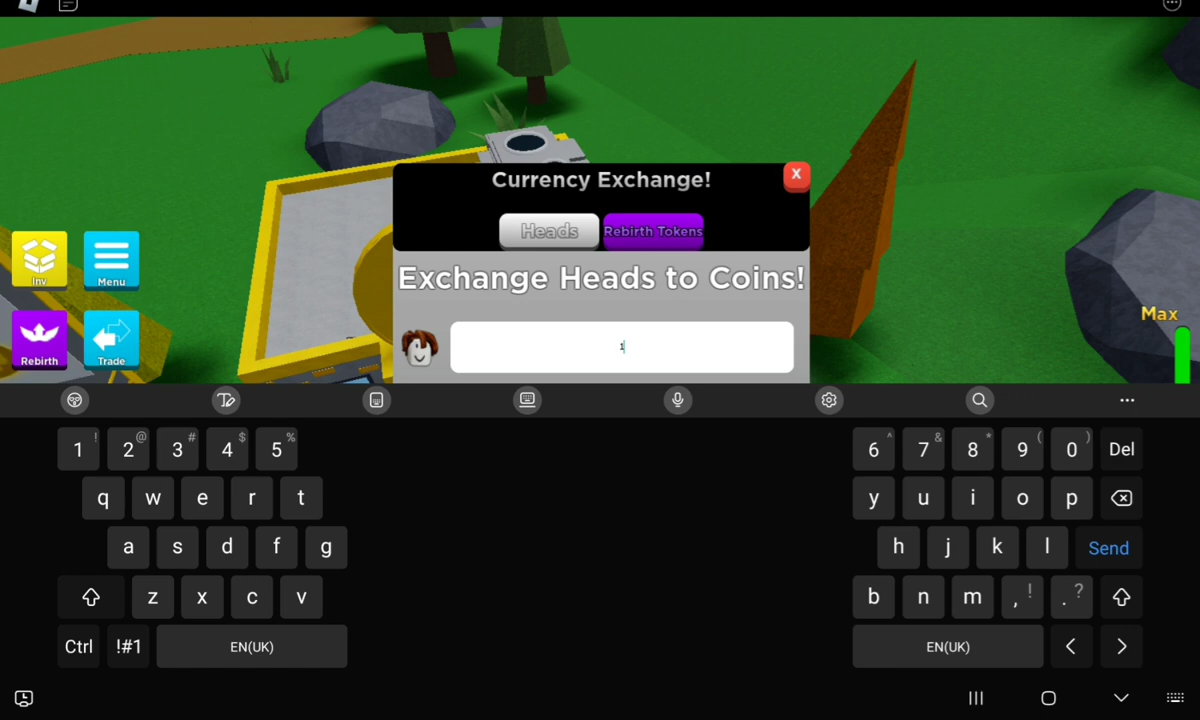 Currency Exchange!
X
Heads
Rebirth Tokens
Exchange Heads to Coins!
1
Inv
Menu
Rebirth
Trade
Max
1 ! 2 @ 3 # 4 $ 5 %
6 ^ 7 & 8 * 9 ( 0 ) Del
q w e r t
y u i o p
a s d f g
h j k l Send
z x c v
b n m , ! . ?
Ctrl !#1 EN(UK)
EN(UK) < >